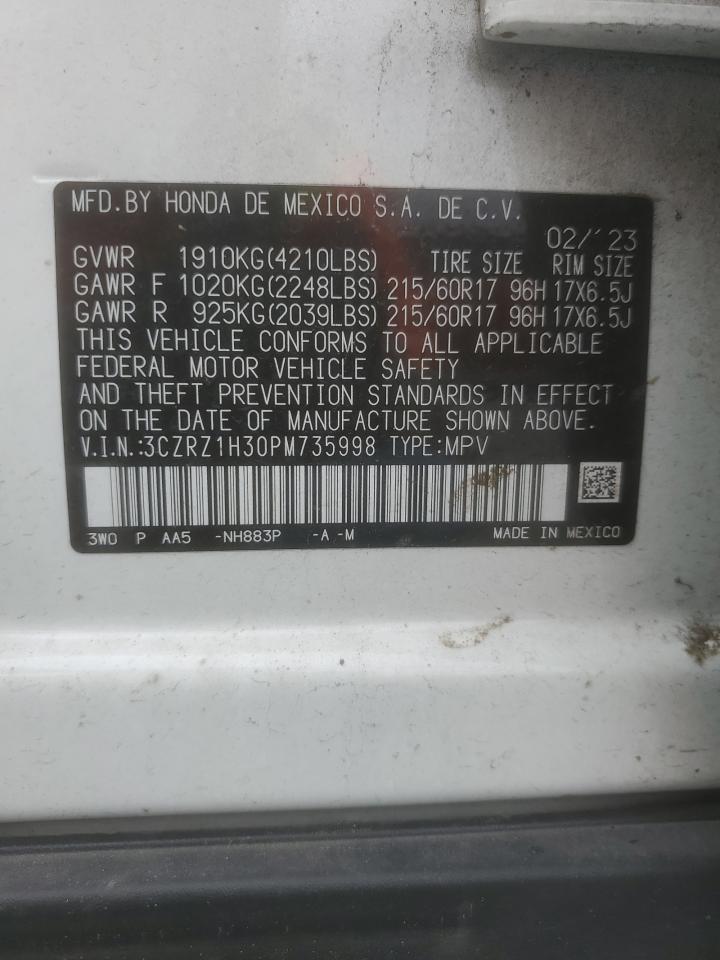 MFD.BY HONDA DE MEXICO S.A. DE C.V.
02/'23
GVWR 1910KG(4210LBS) TIRE SIZE RIM SIZE
GAWR F 1020KG(2248LBS) 215/60R17 96H 17X6.5J
GAWR R 925KG(2039LBS) 215/60R17 96H 17X6.5J
THIS VEHICLE CONFORMS TO ALL APPLICABLE
FEDERAL MOTOR VEHICLE SAFETY
AND THEFT PREVENTION STANDARDS IN EFFECT
ON THE DATE OF MANUFACTURE SHOWN ABOVE.
V.I.N.:3CZRZ1H30PM735998 TYPE:MPV
3W0 P AA5 -NH883P -A -M MADE IN MEXICO